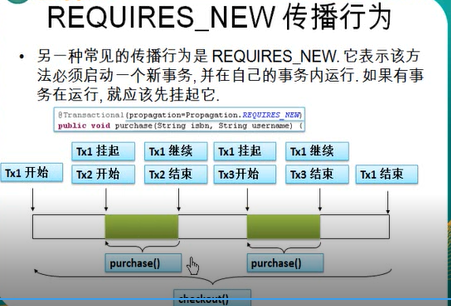 REQUIRES_NEW 传播行为
• 另一种常见的传播行为是 REQUIRES_NEW. 它表示该方
法必须启动一个新事务, 并在自己的事务内运行. 如果有事
务在运行, 就应该先挂起它.
@Transactional(propagation=Propagation.REQUIRES_NEW)
public void purchase(String isbn, String username) {
Tx1 挂起 Tx1 继续 Tx1 挂起 Tx1 继续
Tx1 开始 Tx2 开始 Tx2 结束 Tx3开始 Tx3 结束 Tx1 结束
purchase() purchase()
checkout()